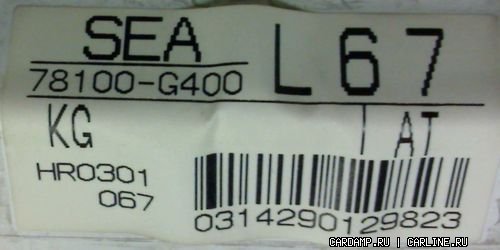 SEA L67
78100-G400
KG AT
HR0301
067
0314290129823
CARDAMP.RU | CARLINE.RU